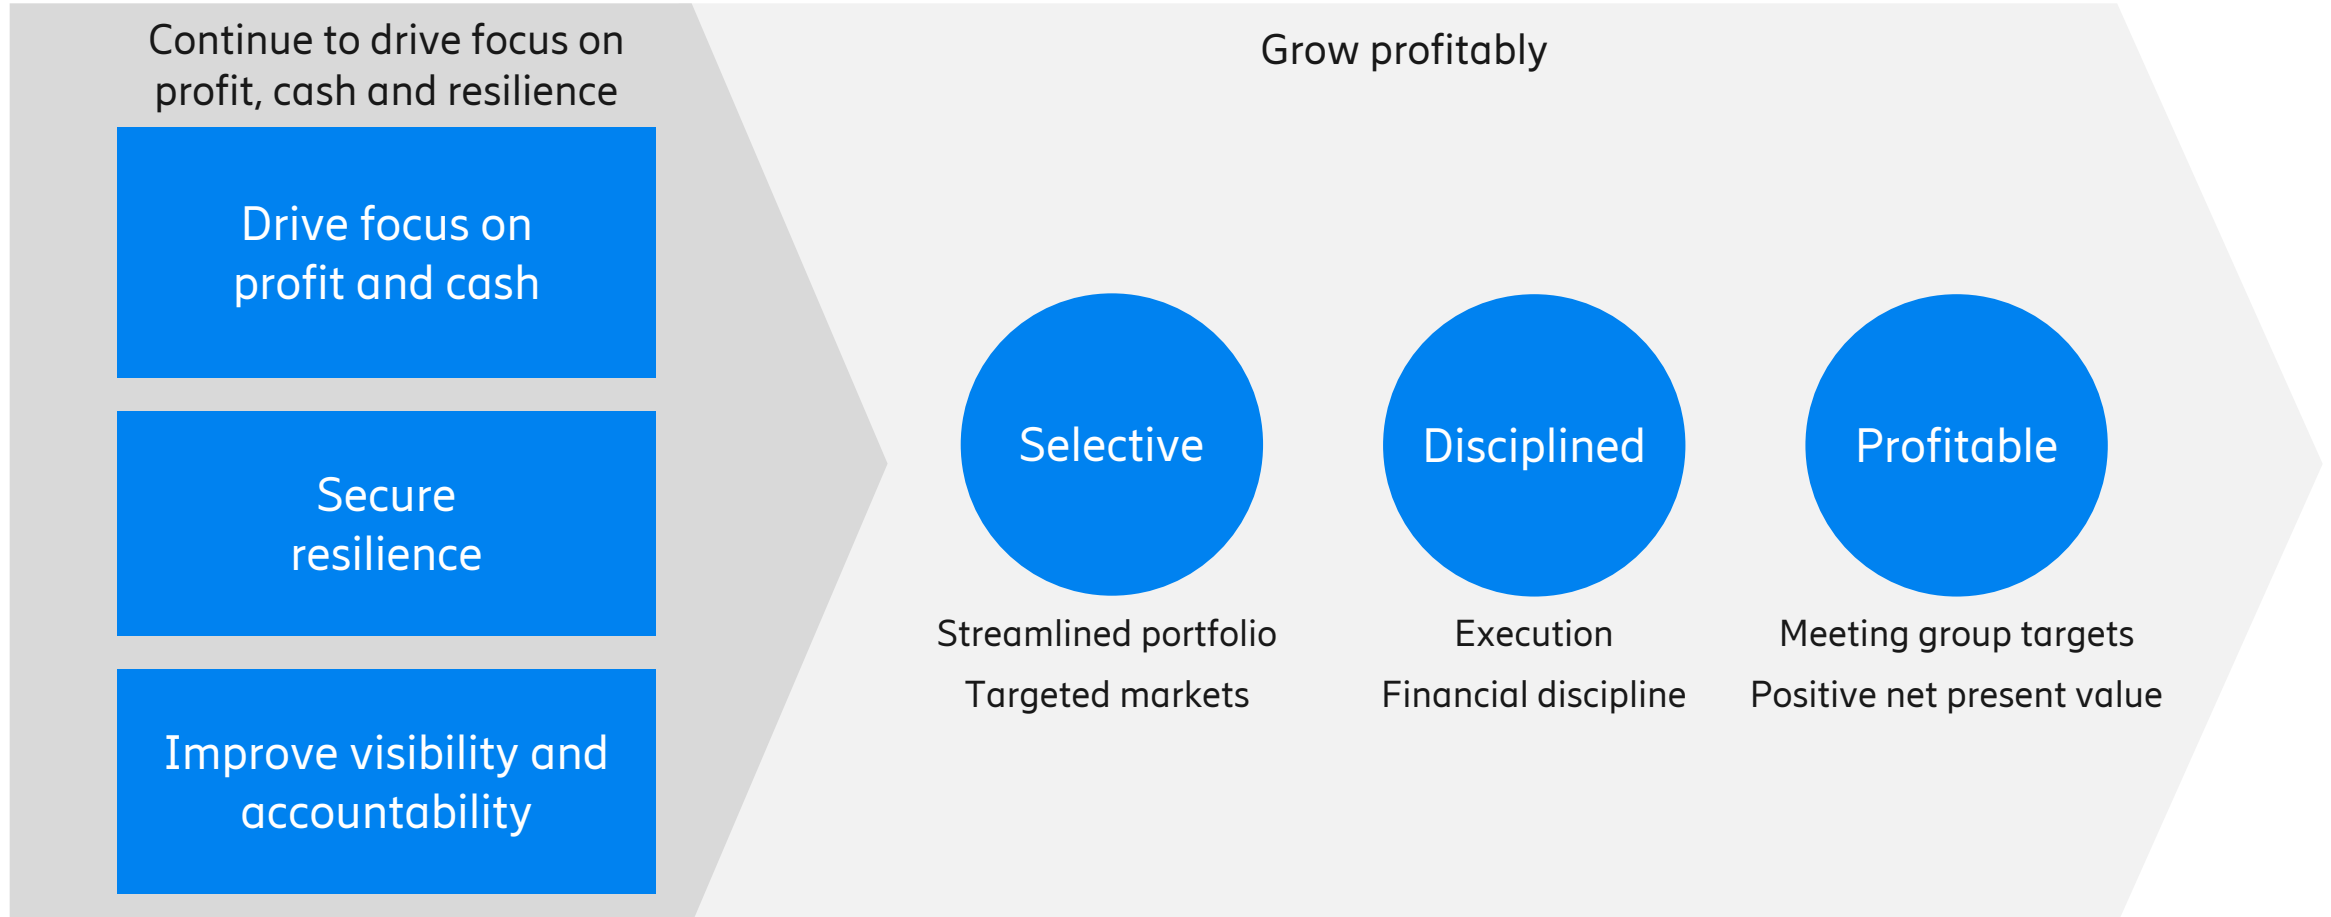 Continue to drive focus on
profit, cash and resilience
Drive focus on
profit and cash
Secure
resilience
Improve visibility and
accountability
Grow profitably
Selective
Streamlined portfolio
Targeted markets
Disciplined
Execution
Financial discipline
Profitable
Meeting group targets
Positive net present value